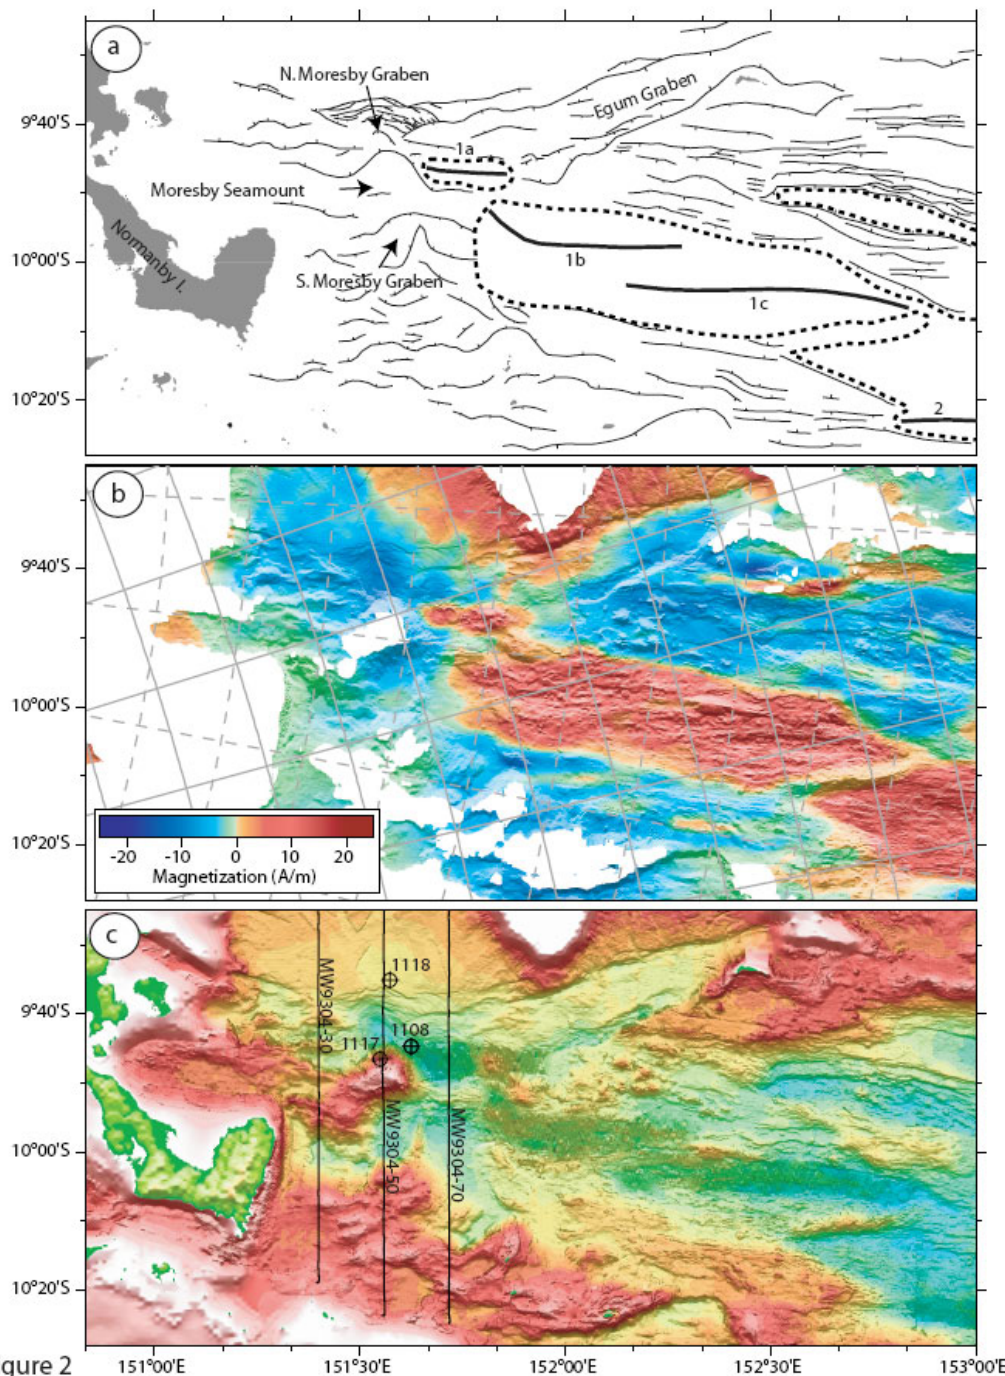 a
N. Moresby Graben
Egum Graben
9°40'S
1a
Moresby Seamount
Normanby I.
10°00'S
1b
S. Moresby Graben
1c
10°20'S
2
b
9°40'S
10°00'S
10°20'S
-20 -10 0 10 20
Magnetization (A/m)
c
1118
MW9304-30
9°40'S
1108
1117
MW9304-50
MW9304-70
10°00'S
10°20'S
gure 2
151°00'E 151°30'E 152°00'E 152°30'E 153°00'E